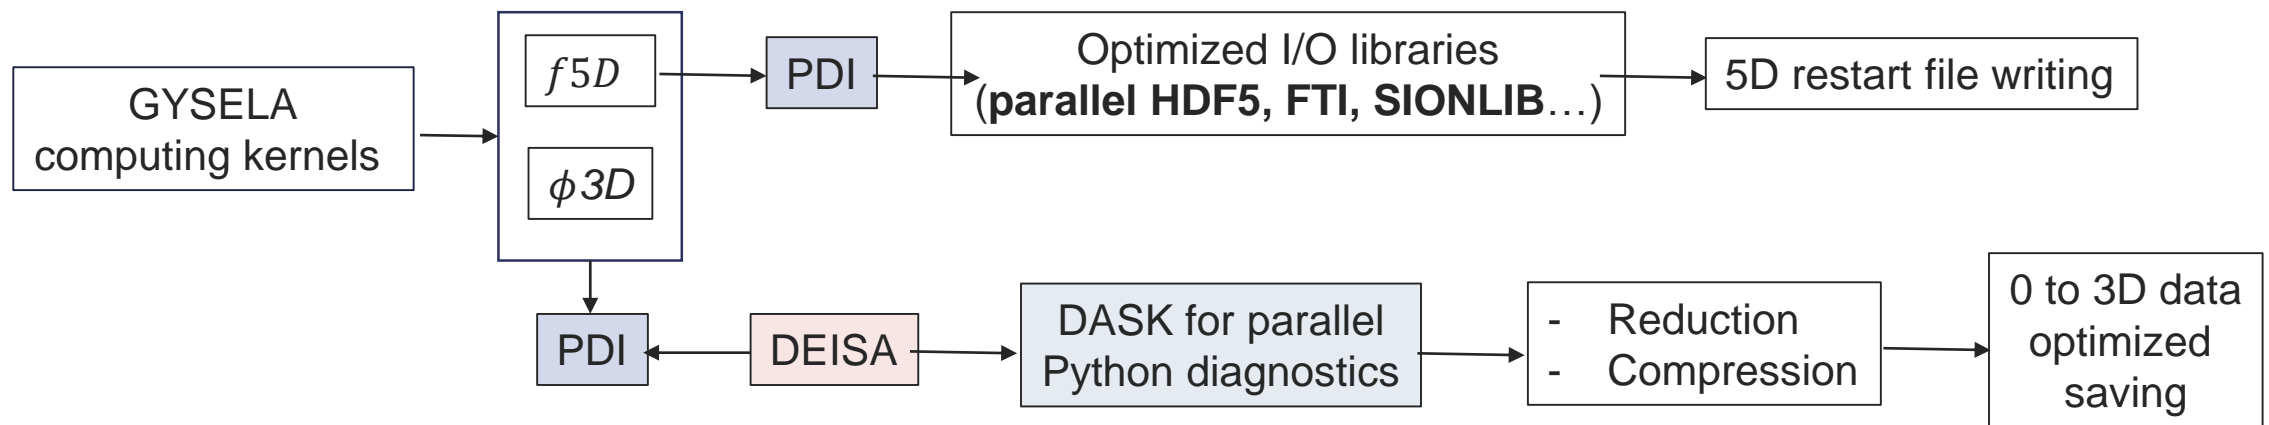 GYSELA
computing kernels
𝑓5𝐷
𝜙3D
PDI
Optimized I/O libraries
(parallel HDF5, FTI, SIONLIB…)
5D restart file writing
PDI
DEISA
DASK for parallel
Python diagnostics
- Reduction
- Compression
0 to 3D data
optimized
saving